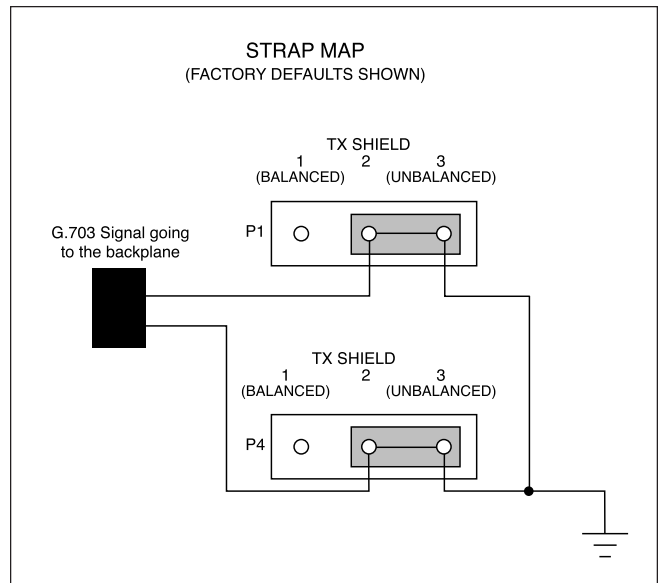 STRAP MAP
(FACTORY DEFAULTS SHOWN)
TX SHIELD
1 2 3
(BALANCED) (UNBALANCED)
P1
G.703 Signal going
to the backplane
TX SHIELD
1 2 3
(BALANCED) (UNBALANCED)
P4